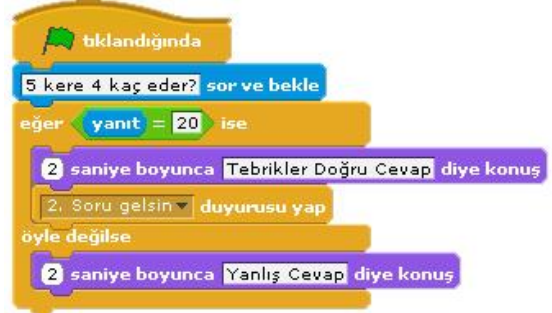 tıklandığında
5 kere 4 kaç eder? sor ve bekle
eğer yanıt = 20 ise
2 saniye boyunca Tebrikler Doğru Cevap diye konuş
2. Soru gelsin duyurusu yap
öyle değilse
2 saniye boyunca Yanlış Cevap diye konuş